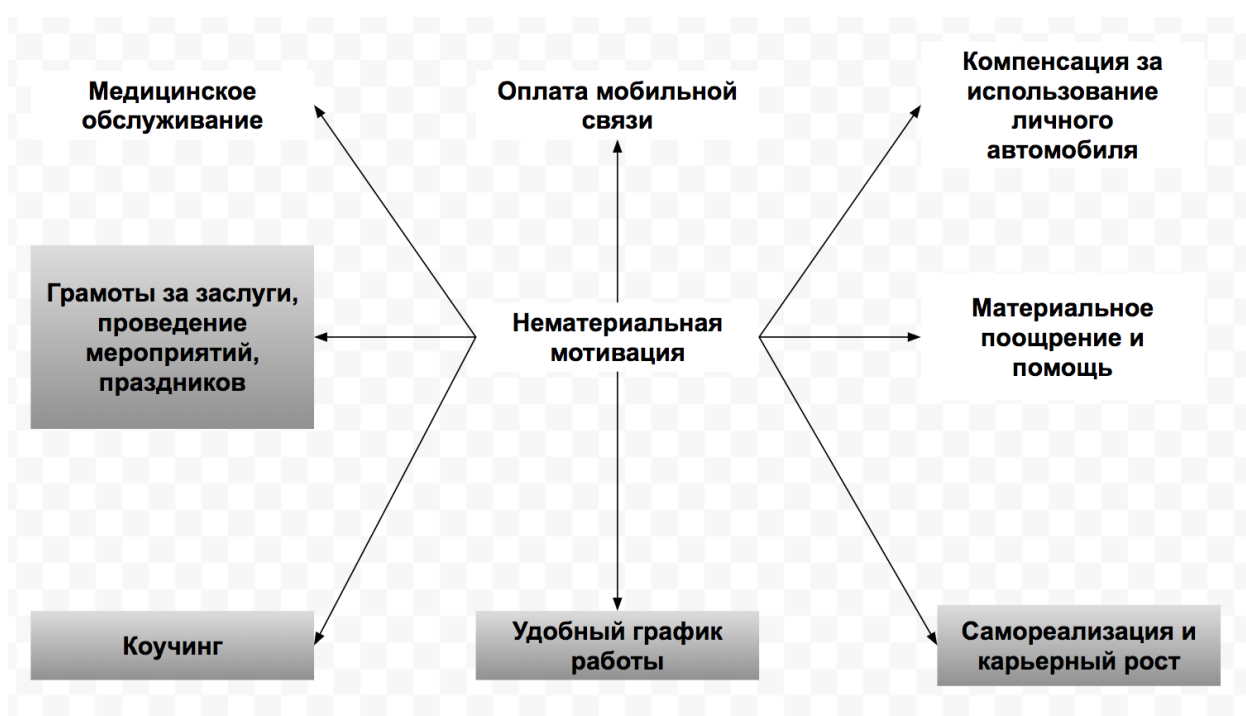 Медицинское
обслуживание
Оплата мобильной
связи
Компенсация за
использование
личного
автомобиля
Грамоты за заслуги,
проведение
мероприятий,
праздников
Нематериальная
мотивация
Материальное
поощрение и
помощь
Коучинг
Удобный график
работы
Самореализация и
карьерный рост